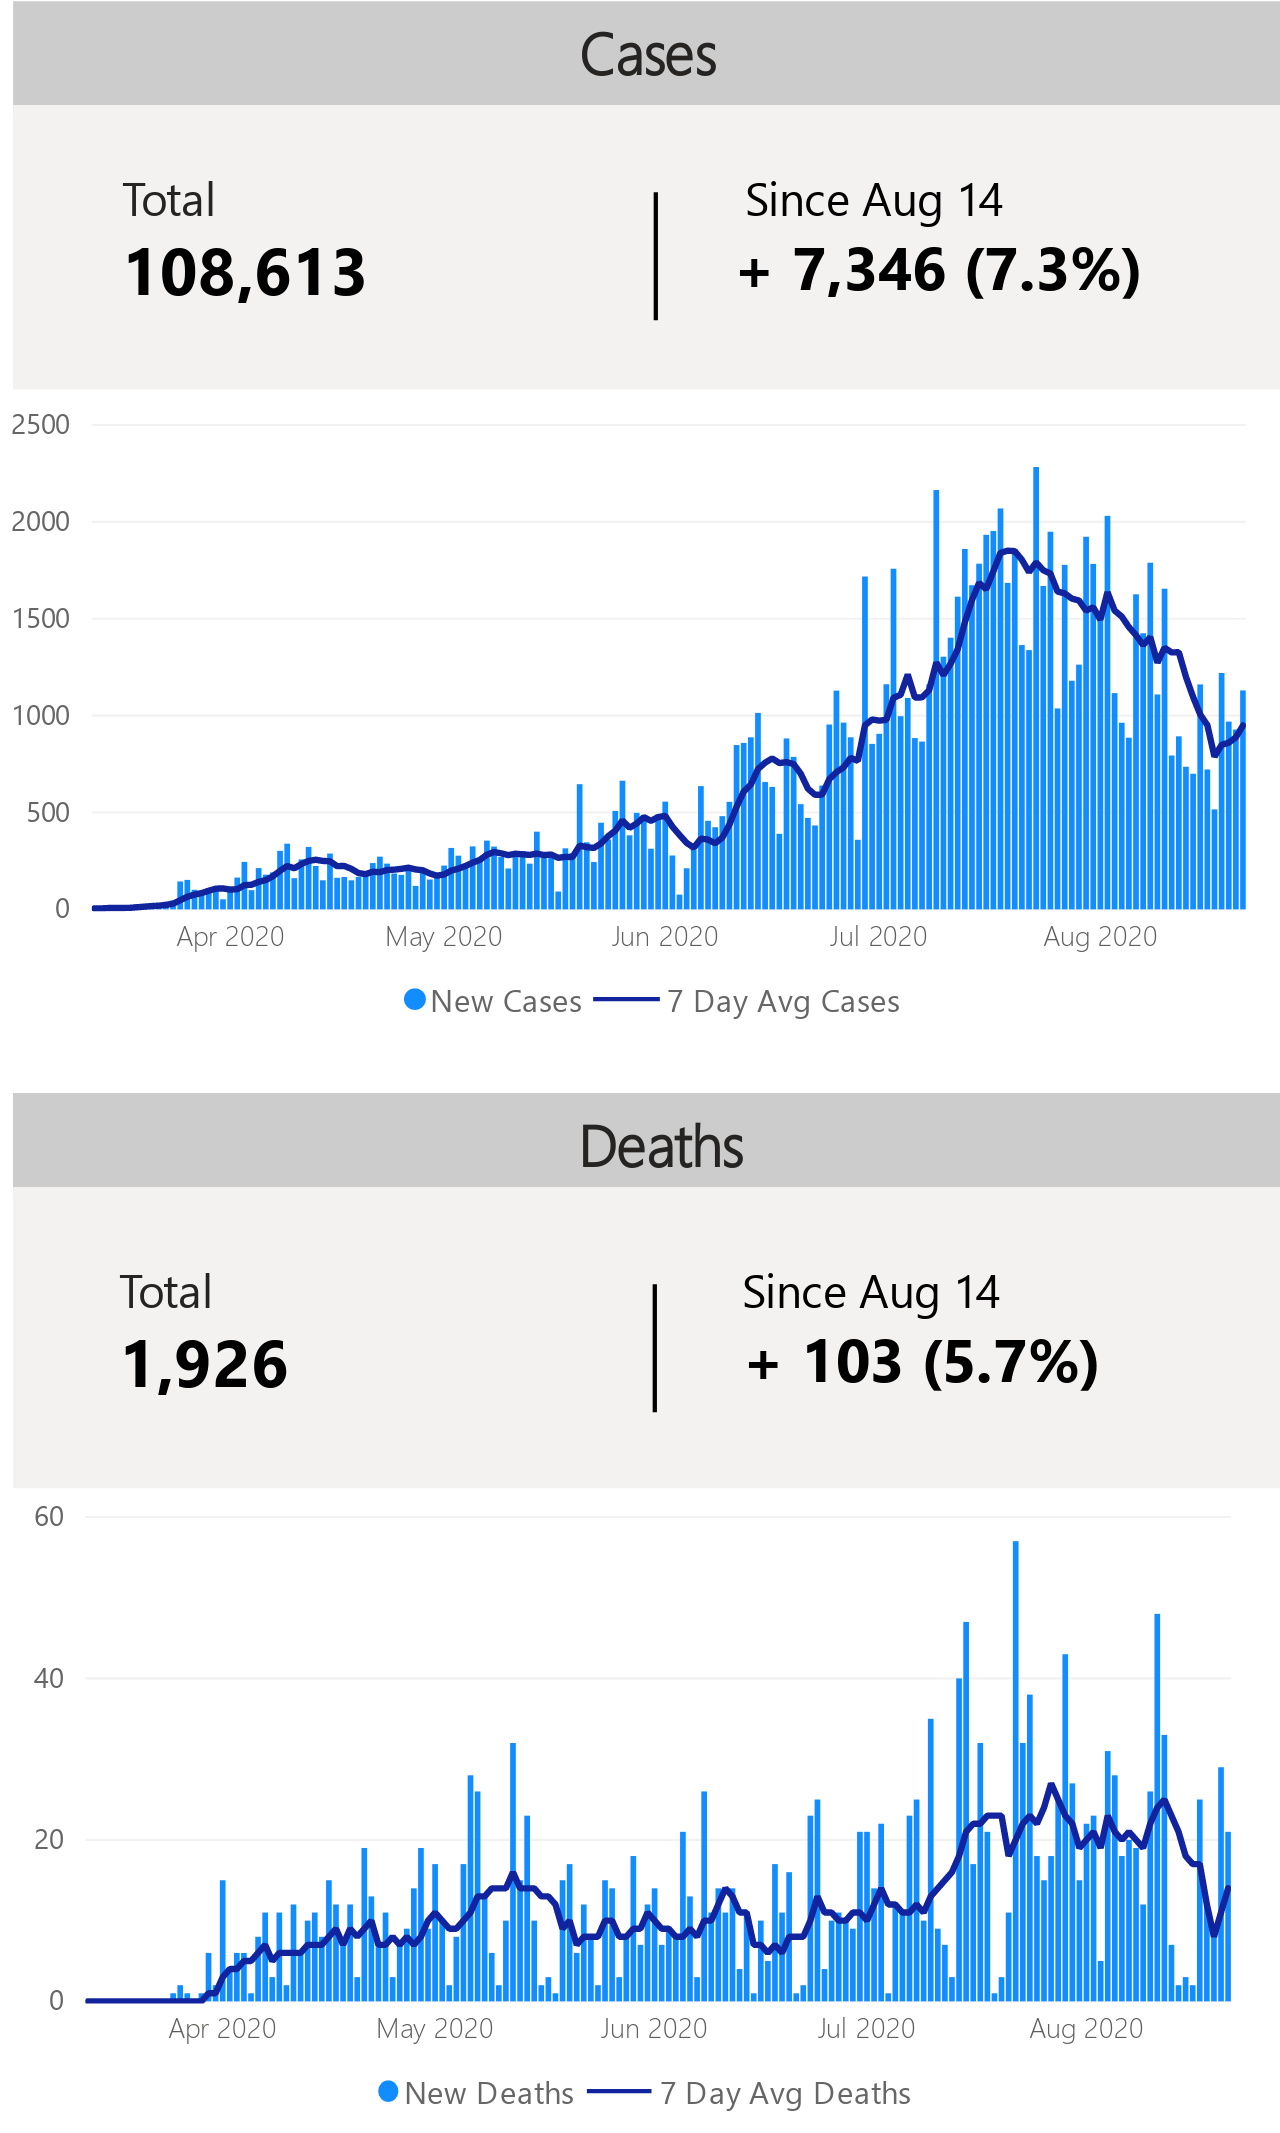 Cases
Total
Since Aug 14
108,613
+ 7,346 (7.3%)
2500
2000
1500
1000
500
0
Apr 2020
May 2020
Jun 2020
Jul 2020
Aug 2020
New Cases
7 Day Avg Cases
Deaths
Total
Since Aug 14
1,926
+ 103 (5.7%)
60
40
20
0
Apr 2020
May 2020
Jun 2020
Jul 2020
Aug 2020
New Deaths
7 Day Avg Deaths